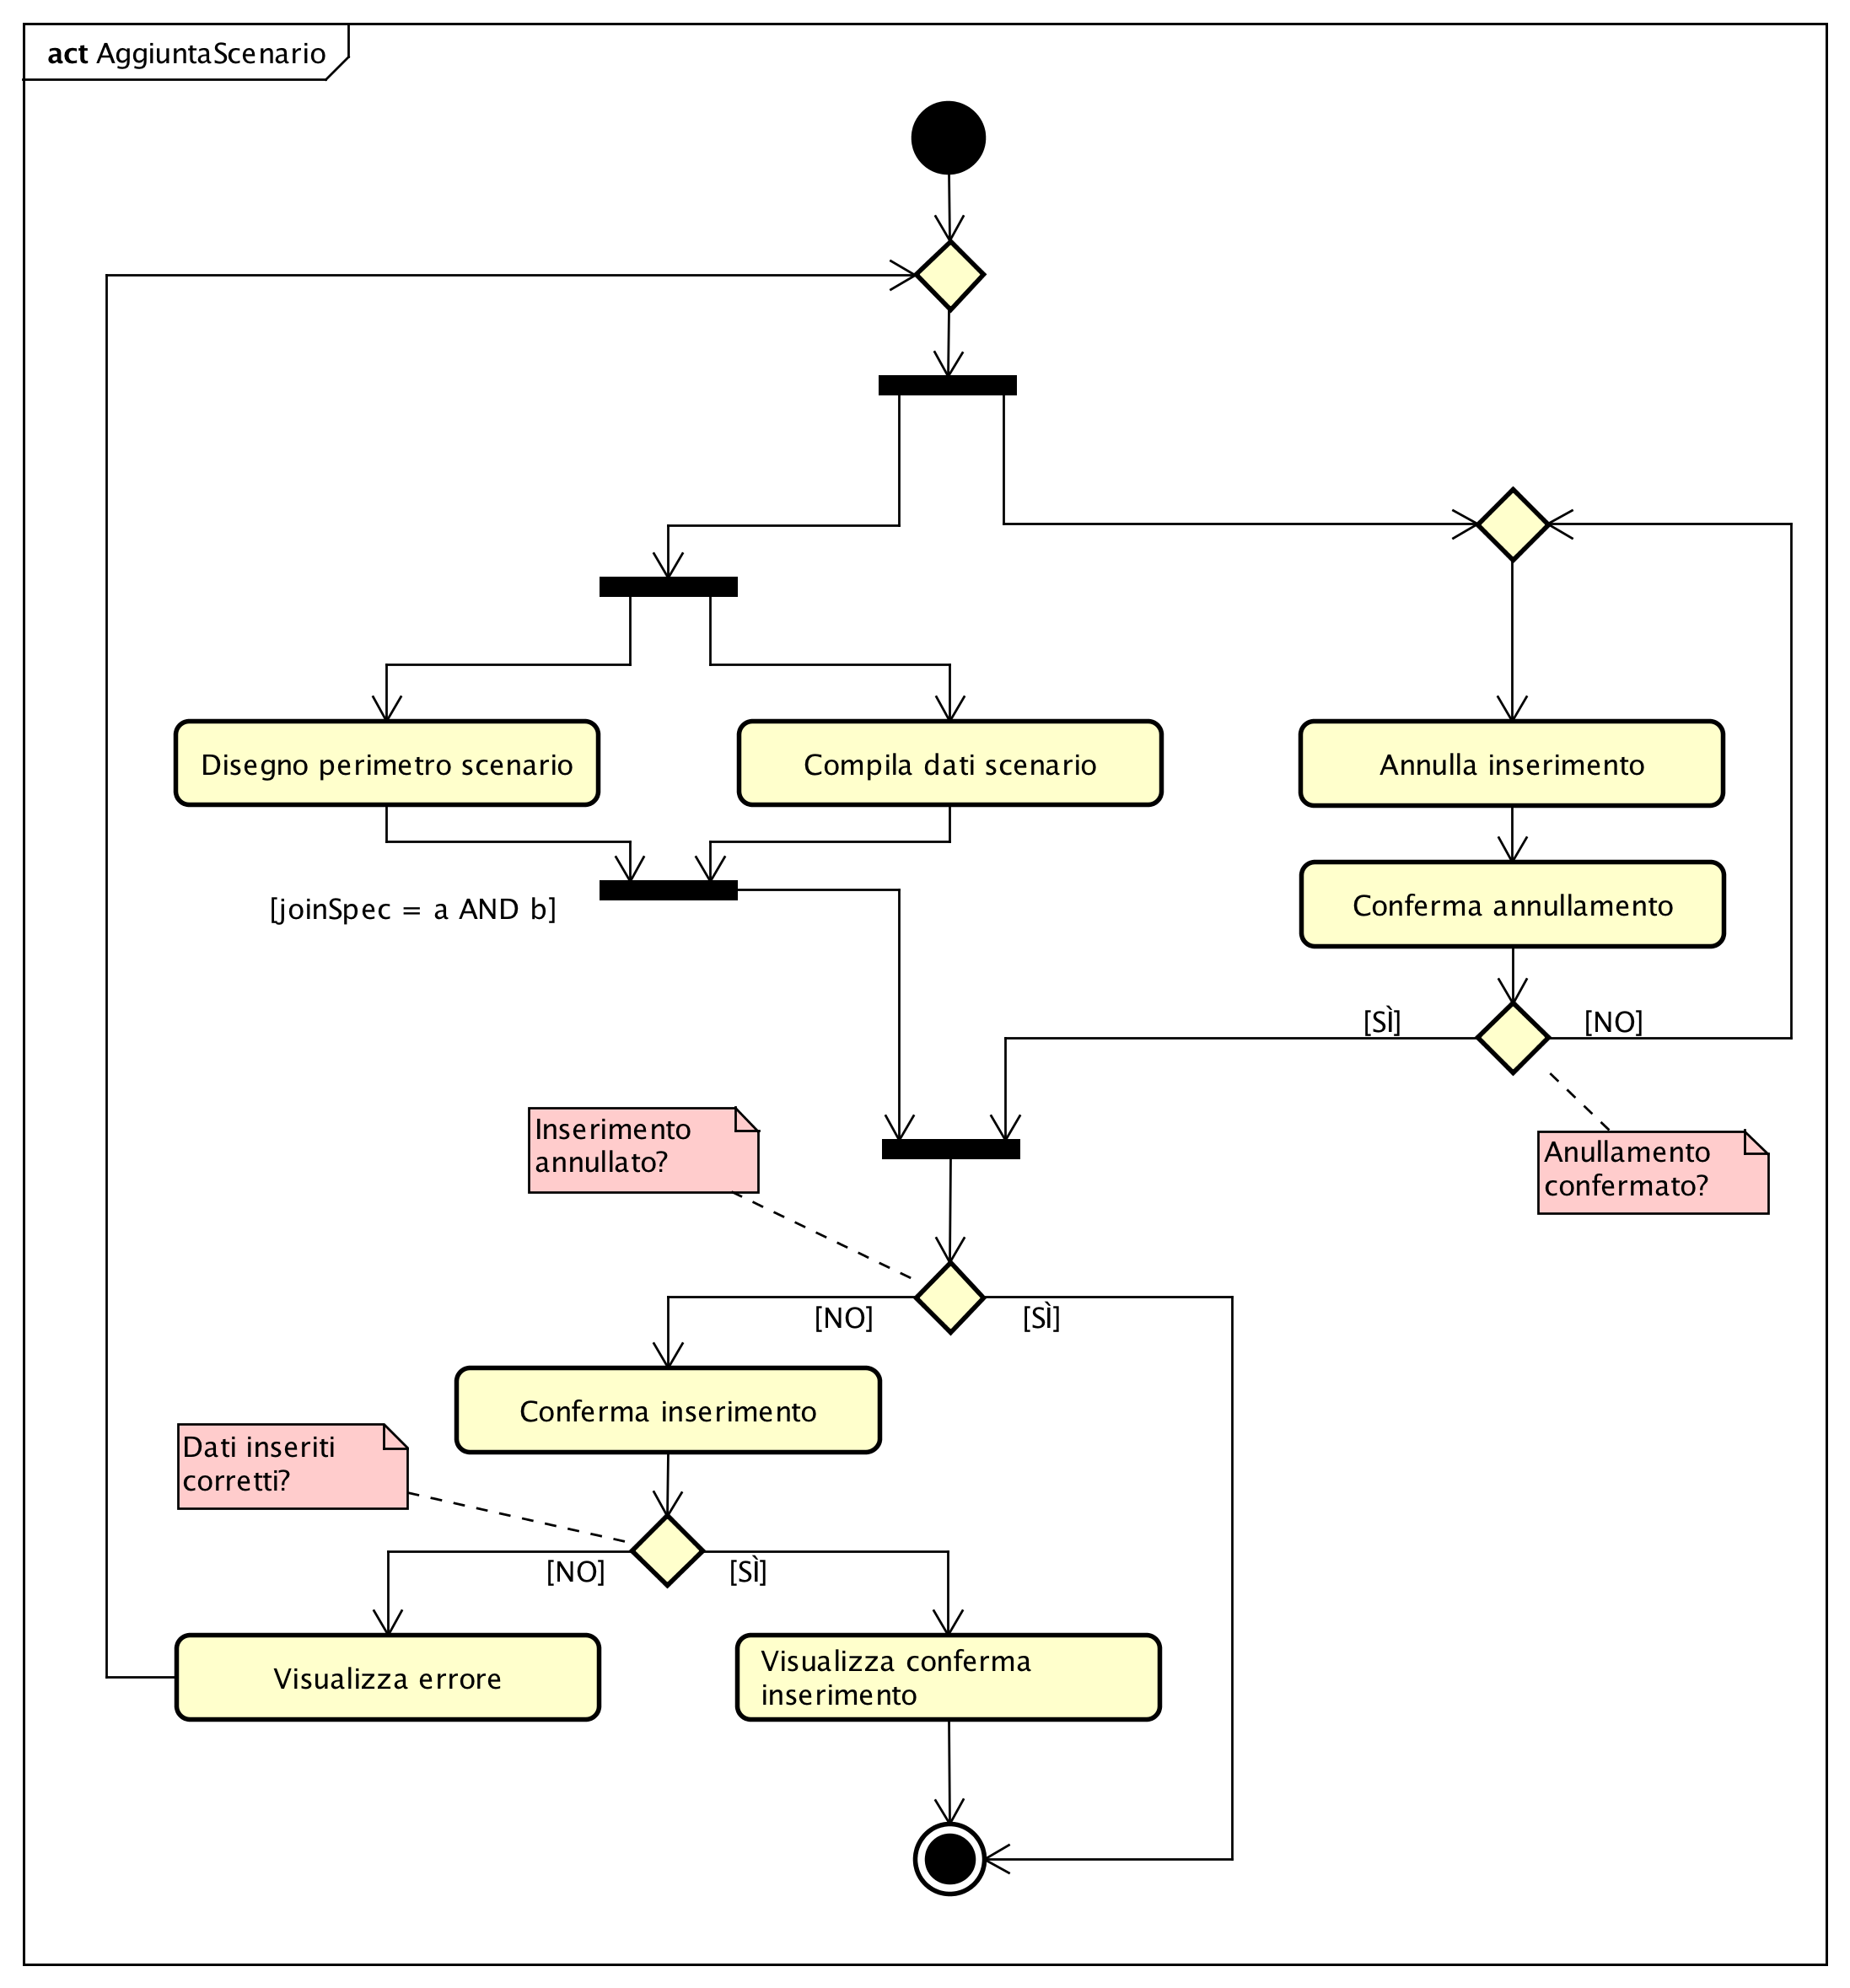 act AggiuntaScenario
Disegno perimetro scenario
Compila dati scenario
Annulla inserimento
[joinSpec = a AND b]
Conferma annullamento
[SÌ]
[NO]
Inserimento
annullato?
Anullamento
confermato?
[NO]
[SÌ]
Conferma inserimento
Dati inseriti
corretti?
[NO]
[SÌ]
Visualizza errore
Visualizza conferma
inserimento